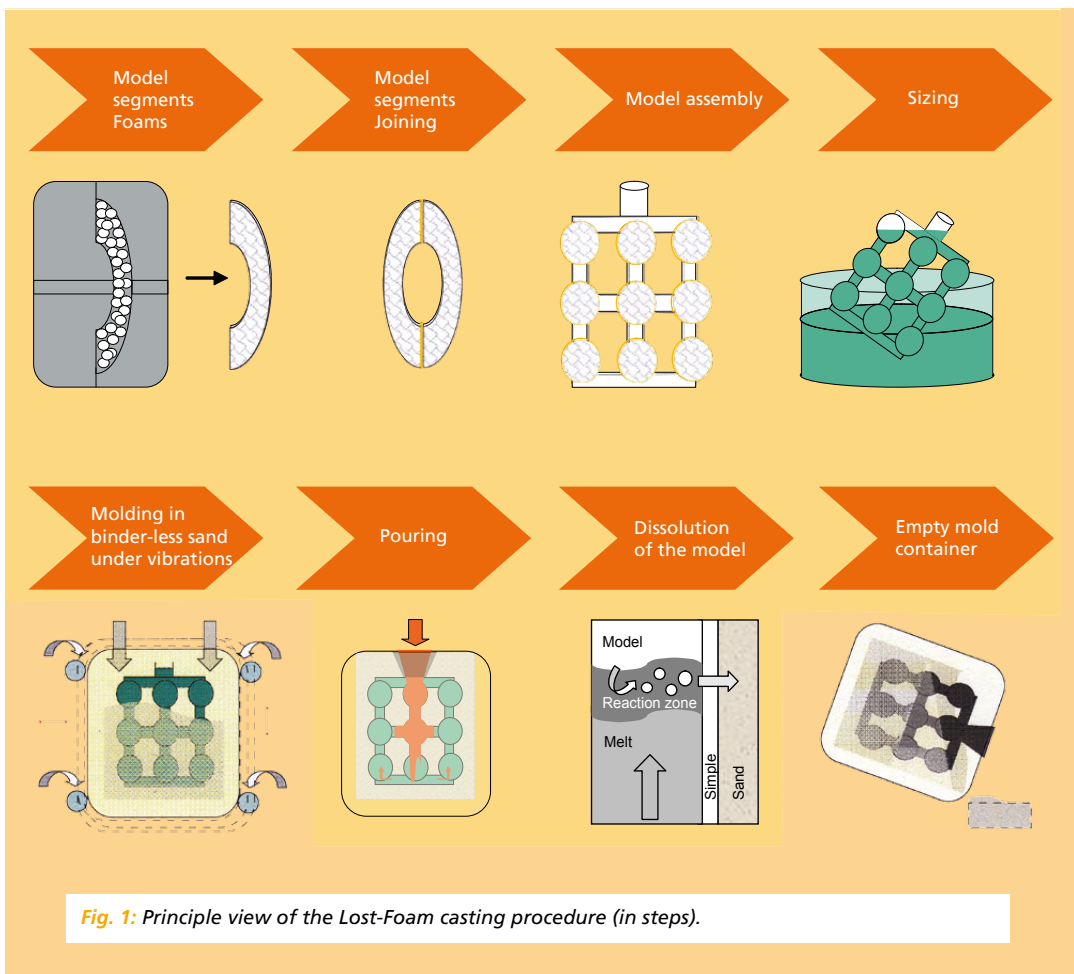 Model
segments
Foams
Model
segments
Joining
Model assembly
Sizing
Molding in
binder-less sand
under vibrations
Pouring
Dissolution
of the model
Empty mold
container
Model
Reaction zone
Melt
Simple
Sand
Fig. 1: Principle view of the Lost-Foam casting procedure (in steps).